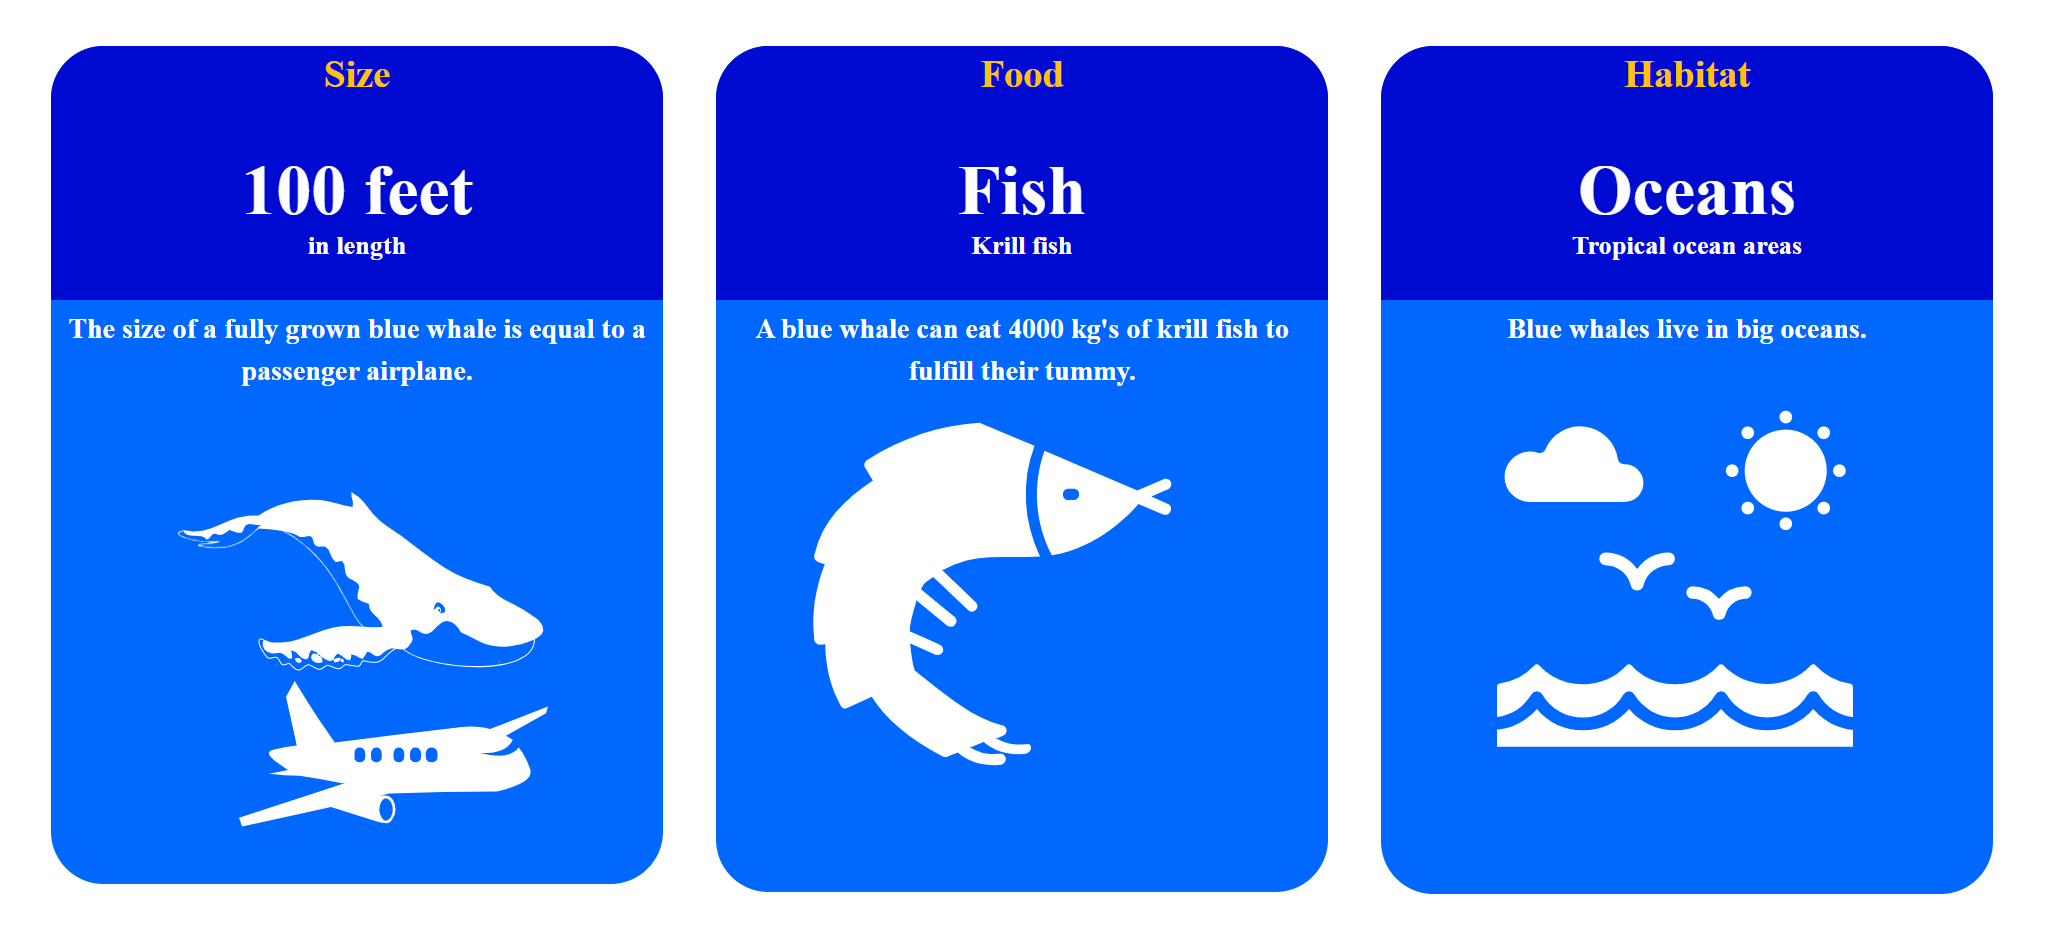 Size
100 feet
in length
The size of a fully grown blue whale is equal to a
passenger airplane.
Food
Fish
Krill fish
A blue whale can eat 4000 kg's of krill fish to
fulfill their tummy.
Habitat
Oceans
Tropical ocean areas
Blue whales live in big oceans.